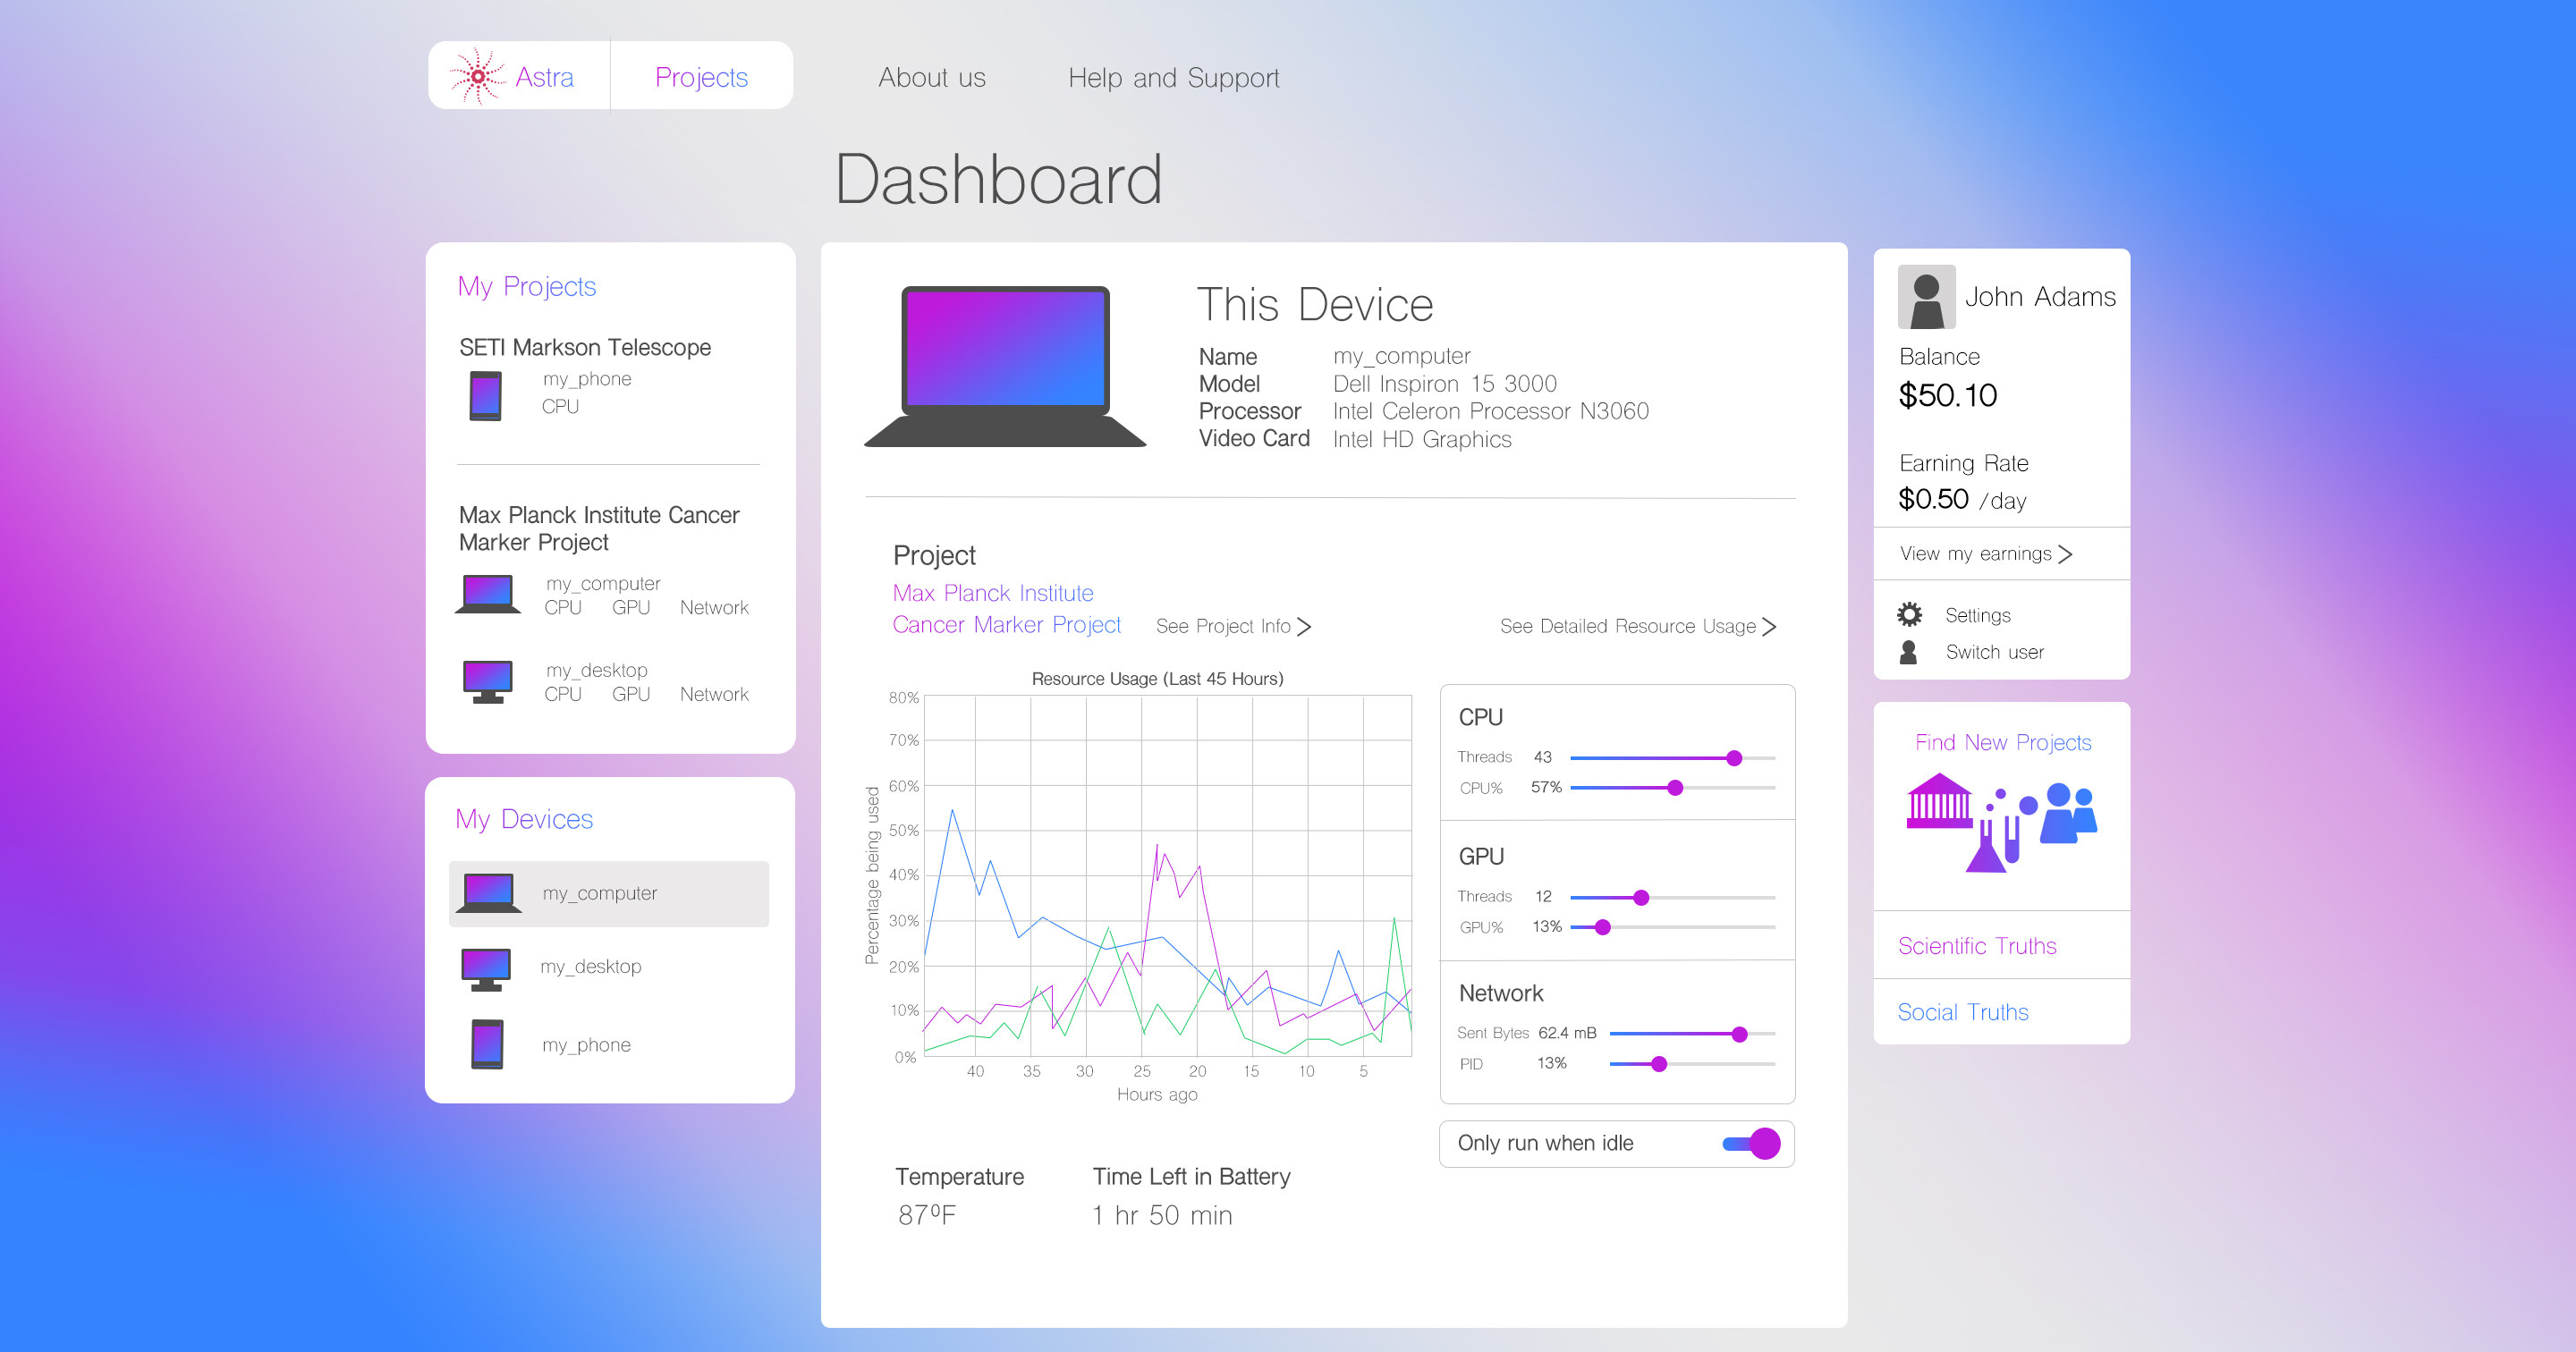 Astra
Projects
About us
Help and Support
Dashboard
My Projects
SETI Markson Telescope
my_phone
CPU
Max Planck Institute Cancer
Marker Project
my_computer
CPU GPU Network
my_desktop
CPU GPU Network
My Devices
my_computer
my_desktop
my_phone
This Device
Name my_computer
Model Dell Inspiron 15 3000
Processor Intel Celeron Processor N3060
Video Card Intel HD Graphics
Project
Max Planck Institute
Cancer Marker Project
See Project Info
See Detailed Resource Usage
Resource Usage (Last 45 Hours)
Percentage being used
80%
70%
60%
50%
40%
30%
20%
10%
0%
40 35 30 25 20 15 10 5
Hours ago
CPU
Threads 43
CPU% 57%
GPU
Threads 12
GPU% 13%
Network
Sent Bytes 62.4 mB
PID 13%
Only run when idle
Temperature
87ºF
Time Left in Battery
1 hr 50 min
John Adams
Balance
$50.10
Earning Rate
$0.50 /day
View my earnings
Settings
Switch user
Find New Projects
Scientific Truths
Social Truths